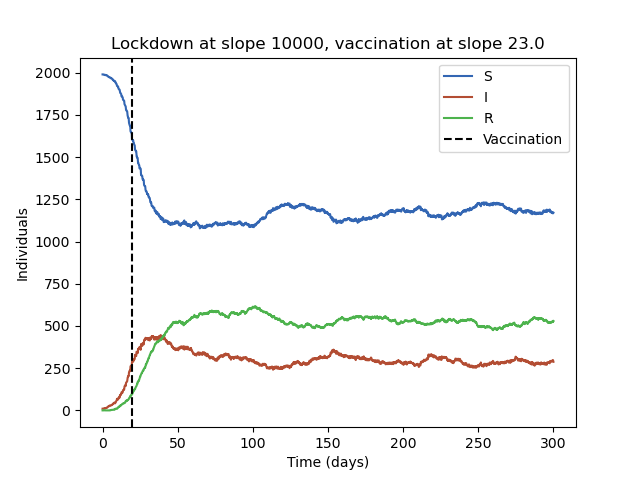 Lockdown at slope 10000, vaccination at slope 23.0
S
I
R
Vaccination
2000
1750
1500
1250
1000
750
500
250
0
Individuals
0 50 100 150 200 250 300
Time (days)